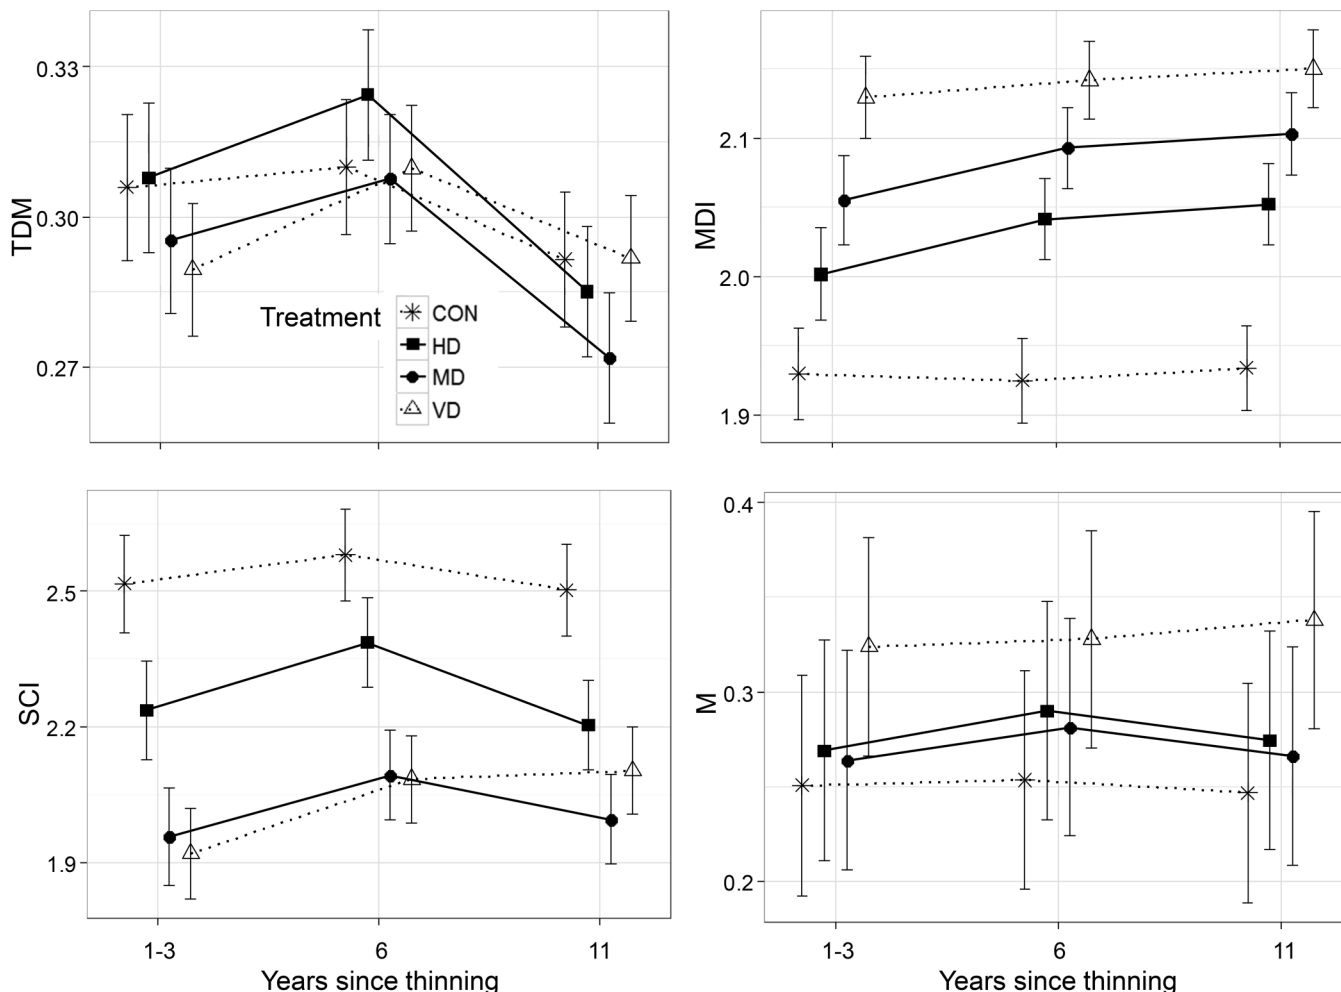 TDM
0.33
0.30
0.27
Treatment
CON
HD
MD
VD
MDI
2.1
2.0
1.9
SCI
2.5
2.2
1.9
1-3
6
11
Years since thinning
M
0.4
0.3
0.2
1-3
6
11
Years since thinning